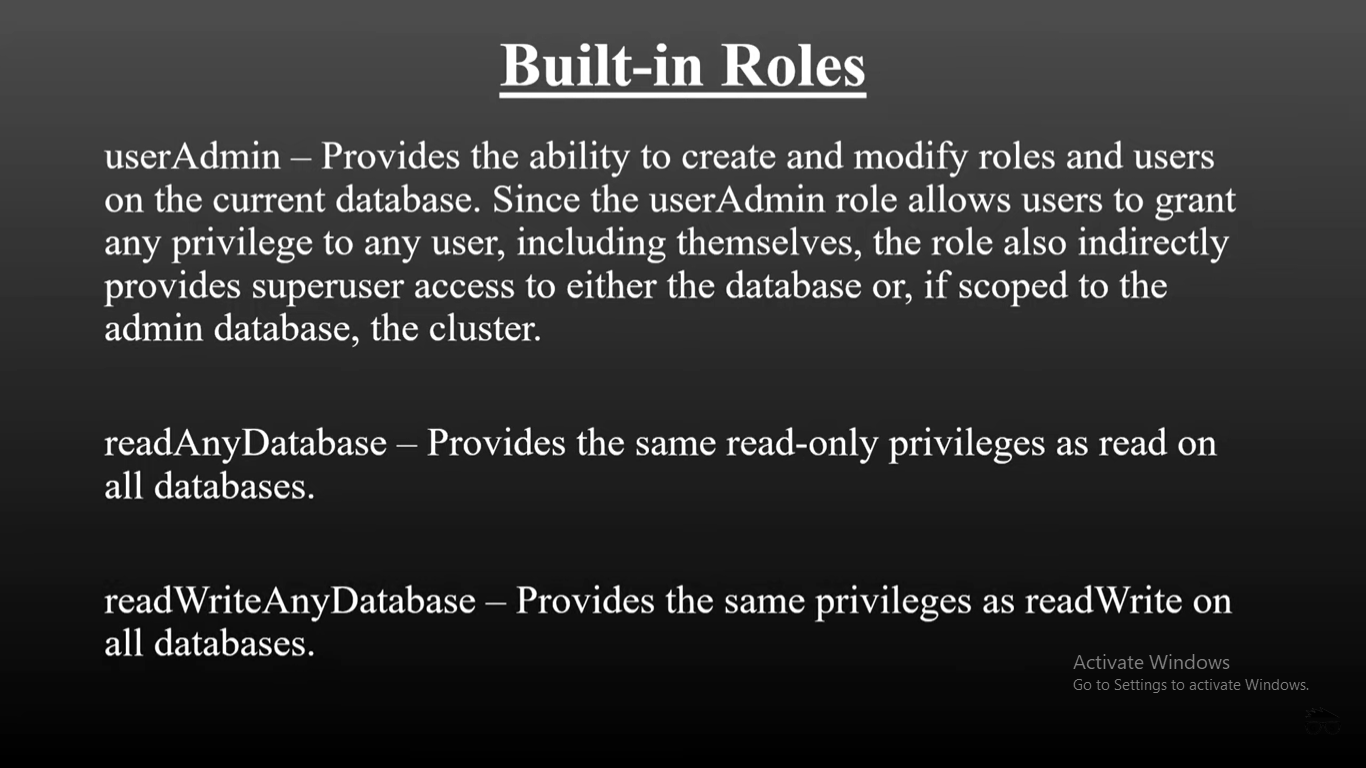 Built-in Roles
userAdmin – Provides the ability to create and modify roles and users
on the current database. Since the userAdmin role allows users to grant
any privilege to any user, including themselves, the role also indirectly
provides superuser access to either the database or, if scoped to the
admin database, the cluster.
readAnyDatabase – Provides the same read-only privileges as read on
all databases.
readWriteAnyDatabase – Provides the same privileges as readWrite on
all databases.
Activate Windows
Go to Settings to activate Windows.